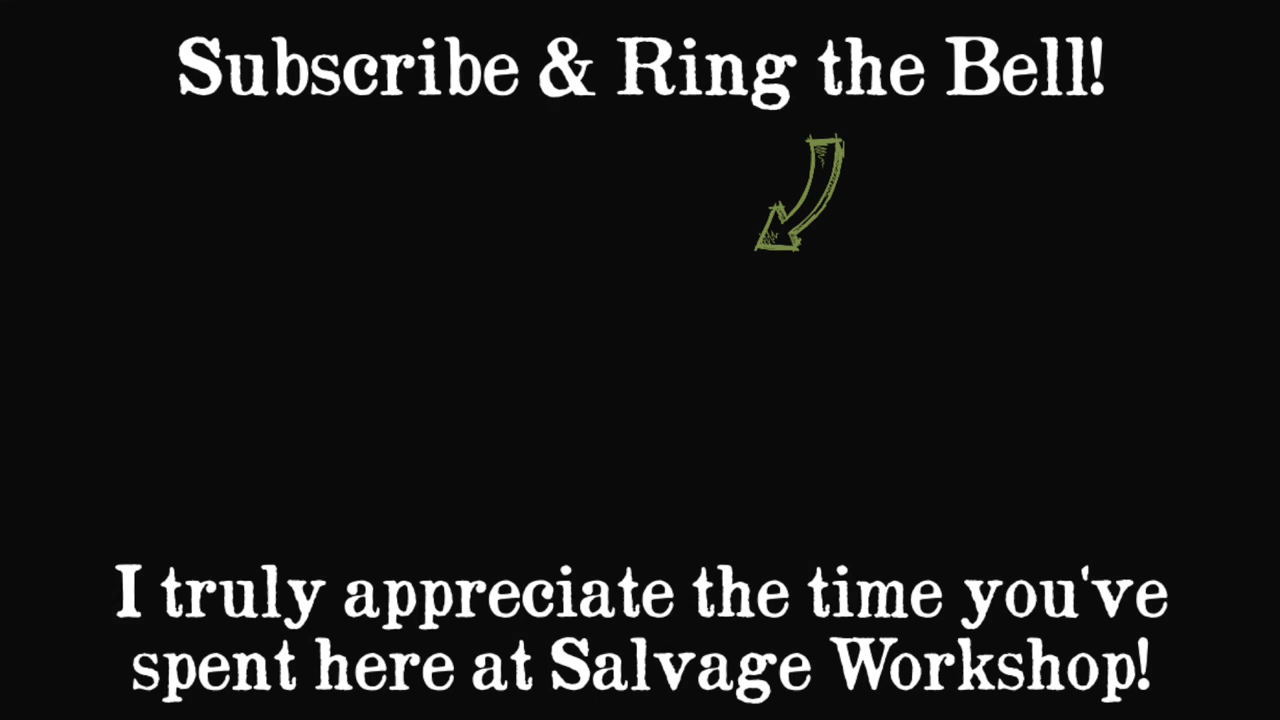 Subscribe & Ring the Bell!
I truly appreciate the time you've
spent here at Salvage Workshop!